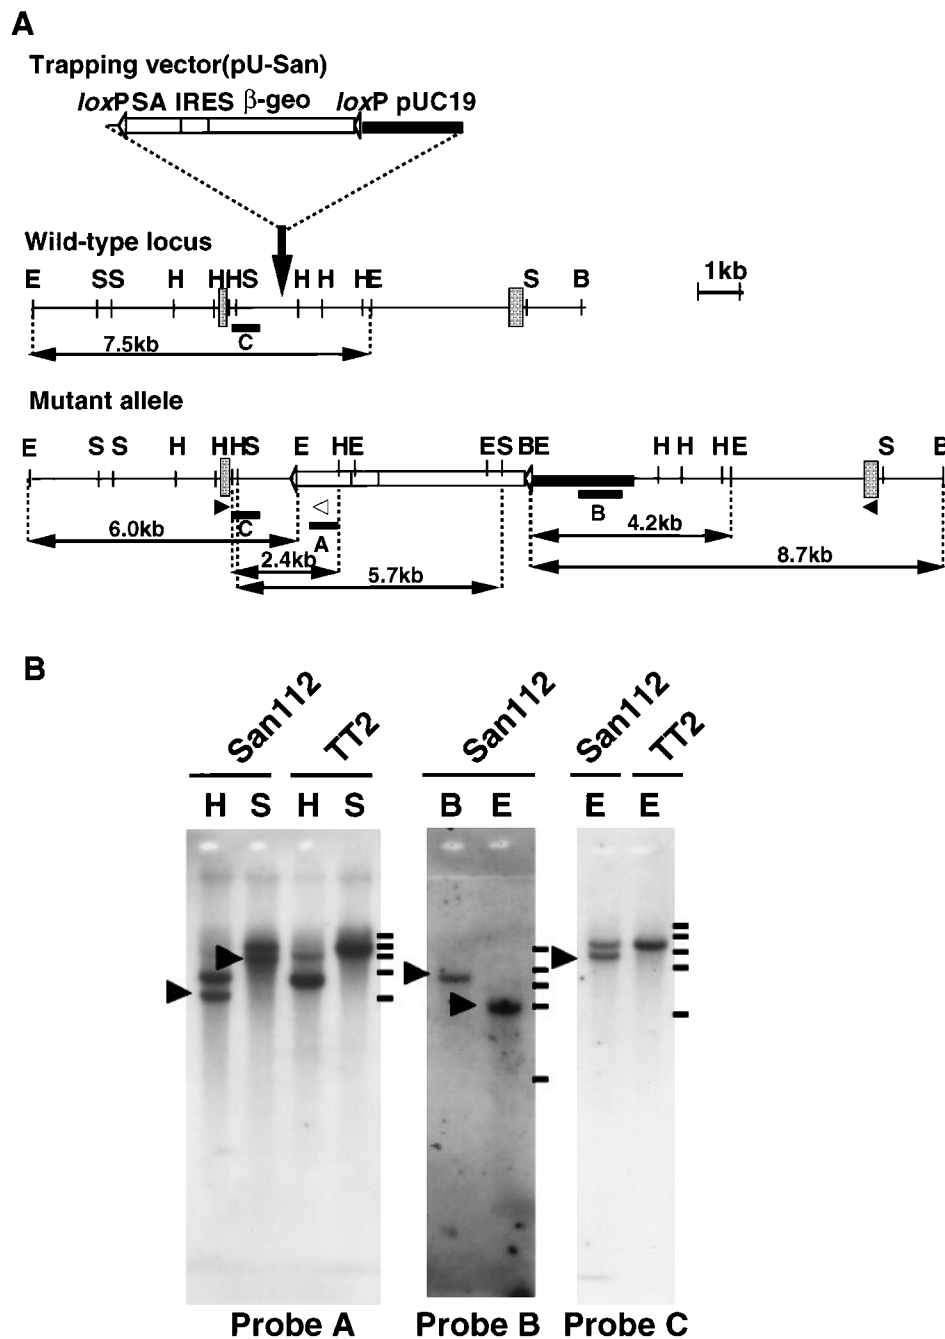 A
Trapping vector(pU-San)
loxPSA IRES β-geo loxP pUC19
Wild-type locus
E SS H HHS H H HE S B
1kb
C
7.5kb
Mutant allele
E S S H HHS E HE ES BE H H HE S B
C A B
6.0kb 4.2kb
2.4kb 8.7kb
5.7kb
B
San112 TT2 San112 San112 TT2
H S H S B E E E
Probe A Probe B Probe C